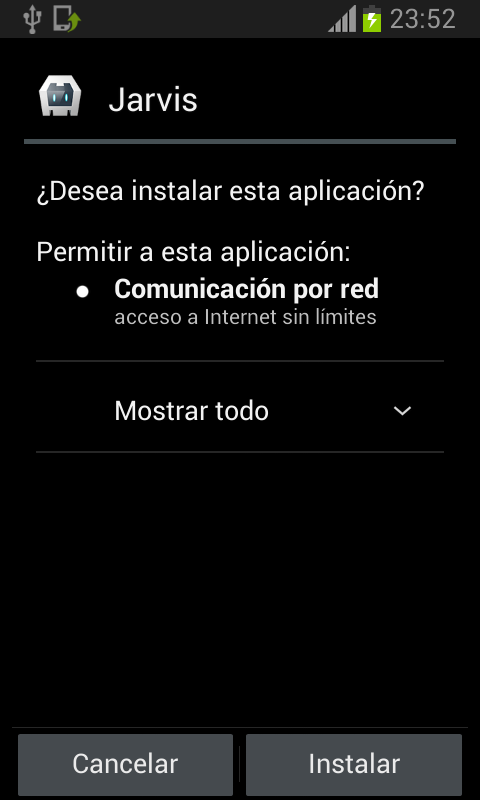 23:52
Jarvis
¿Desea instalar esta aplicación?
Permitir a esta aplicación:
Comunicación por red
acceso a Internet sin límites
Mostrar todo
Cancelar
Instalar